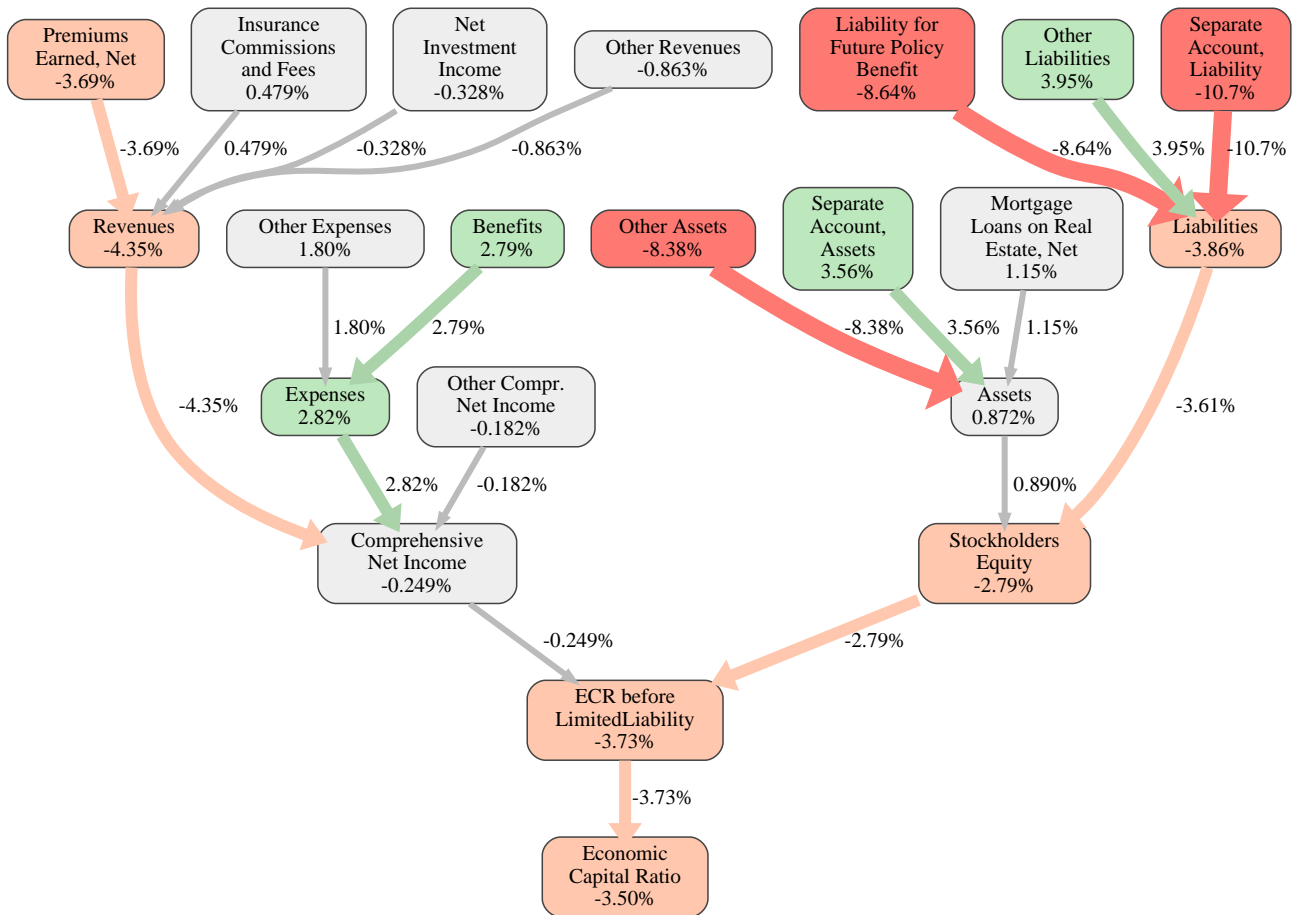 Premiums
Earned, Net
-3.69%
Insurance
Commissions
and Fees
0.479%
Net
Investment
Income
-0.328%
Other Revenues
-0.863%
Liability for
Future Policy
Benefit
-8.64%
Other
Liabilities
3.95%
Separate
Account,
Liability
-10.7%
-3.69%
0.479%
-0.328%
-0.863%
-8.64%
3.95%
-10.7%
Revenues
-4.35%
Other Expenses
1.80%
Benefits
2.79%
Other Assets
-8.38%
Separate
Account,
Assets
3.56%
Mortgage
Loans on Real
Estate, Net
1.15%
Liabilities
-3.86%
1.80%
2.79%
-8.38%
3.56%
1.15%
-4.35%
Expenses
2.82%
Other Compr.
Net Income
-0.182%
Assets
0.872%
-3.61%
2.82%
-0.182%
0.890%
Comprehensive
Net Income
-0.249%
Stockholders
Equity
-2.79%
-0.249%
-2.79%
ECR before
LimitedLiability
-3.73%
-3.73%
Economic
Capital Ratio
-3.50%